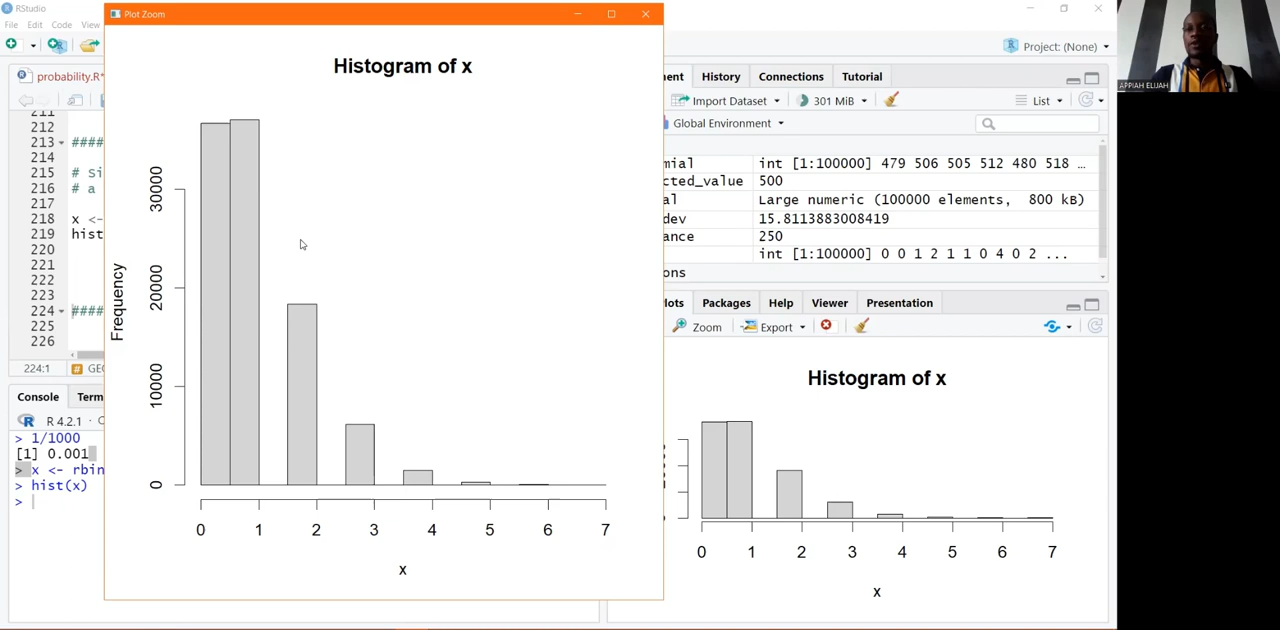 RStudio
File Edit Code View
Plot Zoom
Project: (None)
probability.R*
ent History Connections Tutorial
Import Dataset 301 MiB List
Global Environment
211
212
213 ####
214
215 # Si
216 # a
217
218 x <-
219 hist
220
221
222
223
224 ####
225
226
224:1 # GEO
mial int [1:100000] 479 506 505 512 480 518 …
cted_value 500
al Large numeric (100000 elements, 800 kB)
dev 15.8113883008419
ance 250
int [1:100000] 0 0 1 2 1 1 0 4 0 2 ...
ons
lots Packages Help Viewer Presentation
Zoom Export
Console Term
R 4.2.1 ·
> 1/1000
[1] 0.001
> x <- rbin
> hist(x)
>
Histogram of x
Frequency
30000
20000
10000
0
0 1 2 3 4 5 6 7
x
Histogram of x
0 1 2 3 4 5 6 7
x
APPIAH ELIJAH